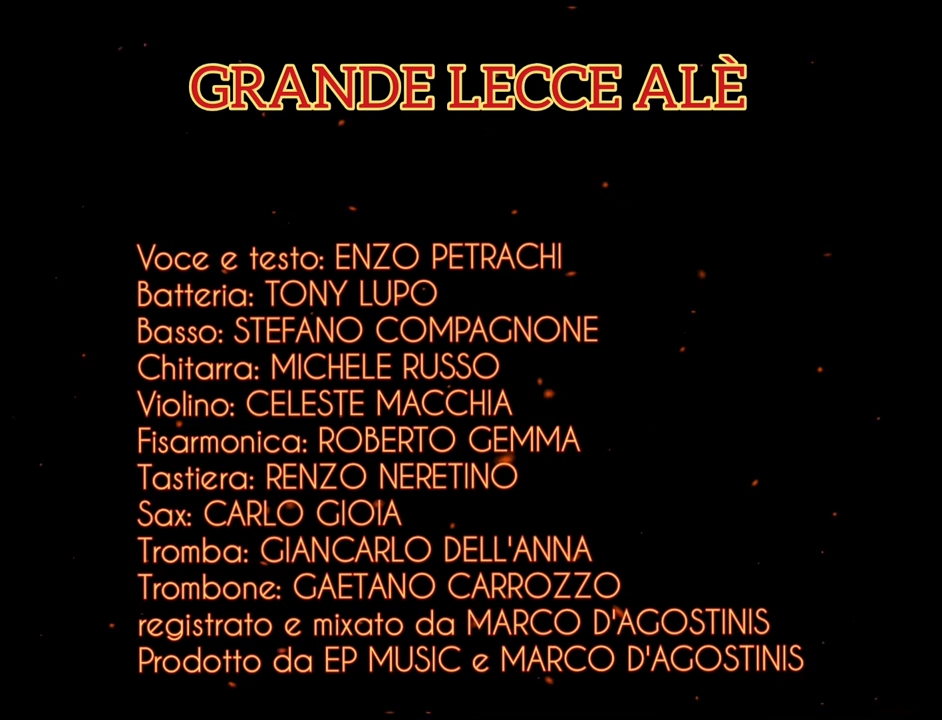 GRANDE LECCE ALÈ
Voce e testo: ENZO PETRACHI
Batteria: TONY LUPO
Basso: STEFANO COMPAGNONE
Chitarra: MICHELE RUSSO
Violino: CELESTE MACCHIA
Fisarmonica: ROBERTO GEMMA
Tastiera: RENZO NERETINO
Sax: CARLO GIOIA
Tromba: GIANCARLO DELL'ANNA
Trombone: GAETANO CARROZZO
registrato e mixato da MARCO D'AGOSTINIS
Prodotto da EP MUSIC e MARCO D'AGOSTINIS